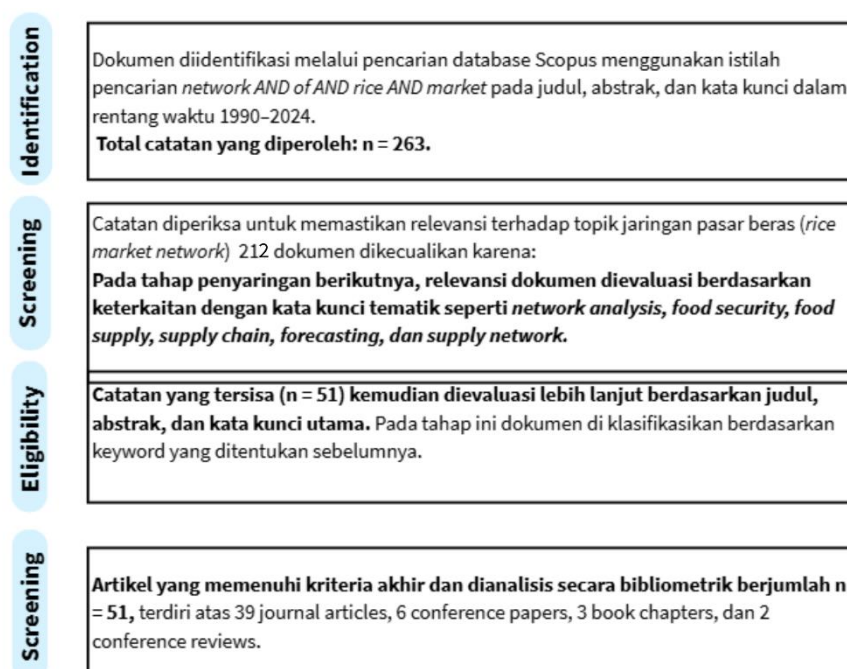 Identification
Dokumen diidentifikasi melalui pencarian database Scopus menggunakan istilah
pencarian network AND of AND rice AND market pada judul, abstrak, dan kata kunci dalam
rentang waktu 1990–2024.
Total catatan yang diperoleh: n = 263.
Screening
Catatan diperiksa untuk memastikan relevansi terhadap topik jaringan pasar beras (rice
market network) 212 dokumen dikecualikan karena:
Pada tahap penyaringan berikutnya, relevansi dokumen dievaluasi berdasarkan
keterkaitan dengan kata kunci tematik seperti network analysis, food security, food
supply, supply chain, forecasting, dan supply network.
Eligibility
Catatan yang tersisa (n = 51) kemudian dievaluasi lebih lanjut berdasarkan judul,
abstrak, dan kata kunci utama. Pada tahap ini dokumen di klasifikasikan berdasarkan
keyword yang ditentukan sebelumnya.
Screening
Artikel yang memenuhi kriteria akhir dan dianalisis secara bibliometrik berjumlah n
= 51, terdiri atas 39 journal articles, 6 conference papers, 3 book chapters, dan 2
conference reviews.